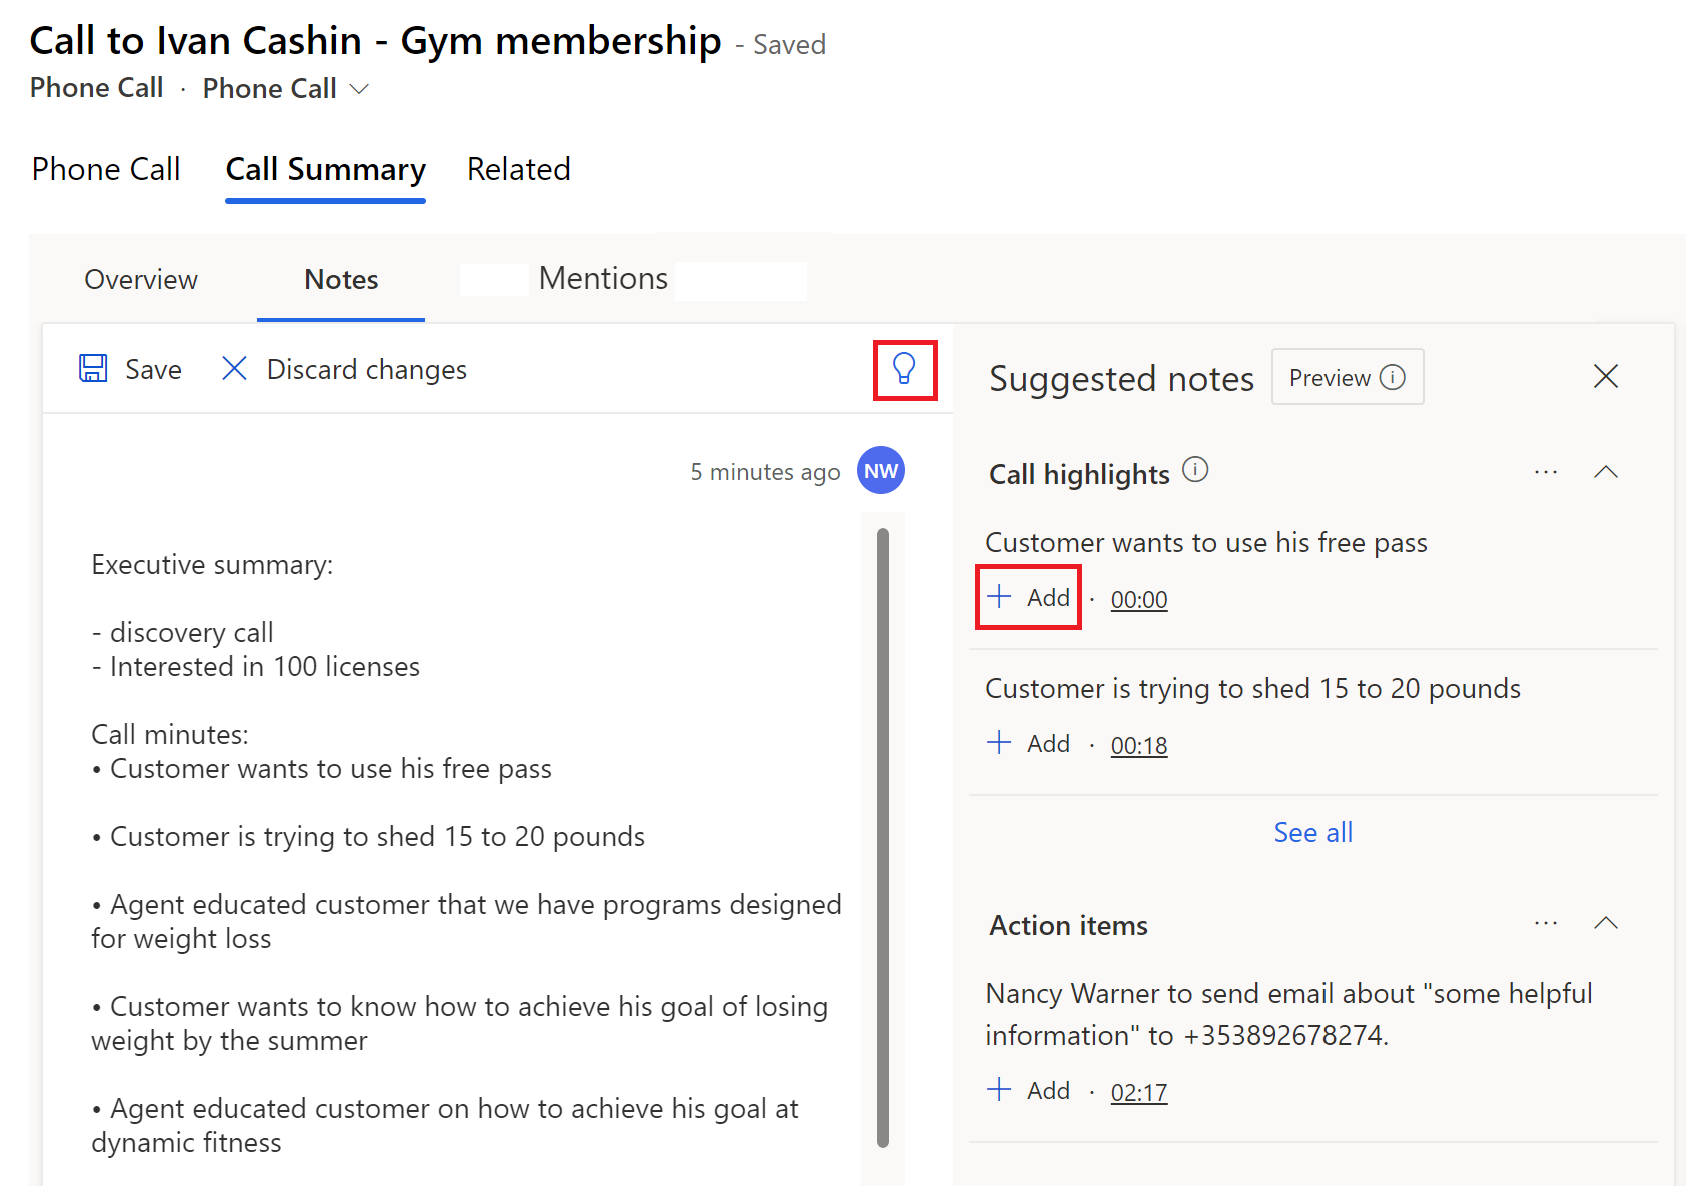 Call to Ivan Cashin - Gym membership - Saved
Phone Call · Phone Call
Phone Call Call Summary Related
Overview Notes Mentions
Save Discard changes
5 minutes ago NW
Executive summary:
- discovery call
- Interested in 100 licenses
Call minutes:
• Customer wants to use his free pass
• Customer is trying to shed 15 to 20 pounds
• Agent educated customer that we have programs designed
for weight loss
• Customer wants to know how to achieve his goal of losing
weight by the summer
• Agent educated customer on how to achieve his goal at
dynamic fitness
Suggested notes Preview
Call highlights ...
Customer wants to use his free pass
+ Add · 00:00
Customer is trying to shed 15 to 20 pounds
+ Add · 00:18
See all
Action items ...
Nancy Warner to send email about "some helpful
information" to +353892678274.
+ Add · 02:17